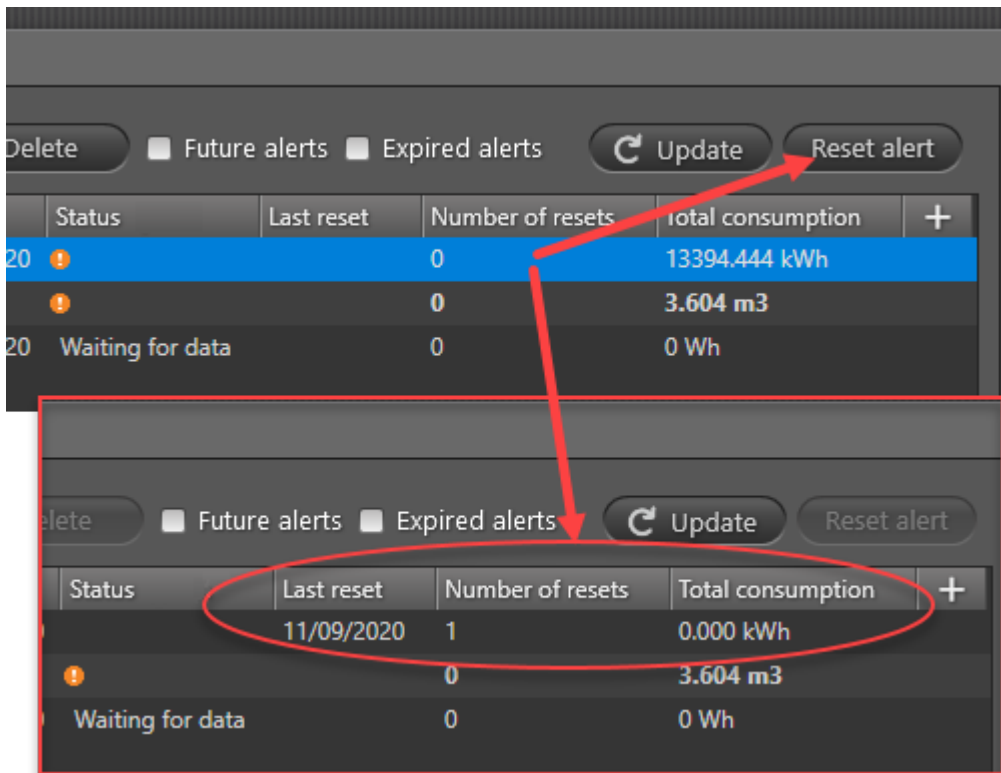 Delete Future alerts Expired alerts Update Reset alert
Status Last reset Number of resets Total consumption +
20 0 13394.444 kWh
0 3.604 m3
20 Waiting for data 0 0 Wh
elete Future alerts Expired alerts Update Reset alert
Status Last reset Number of resets Total consumption +
11/09/2020 1 0.000 kWh
0 3.604 m3
Waiting for data 0 0 Wh